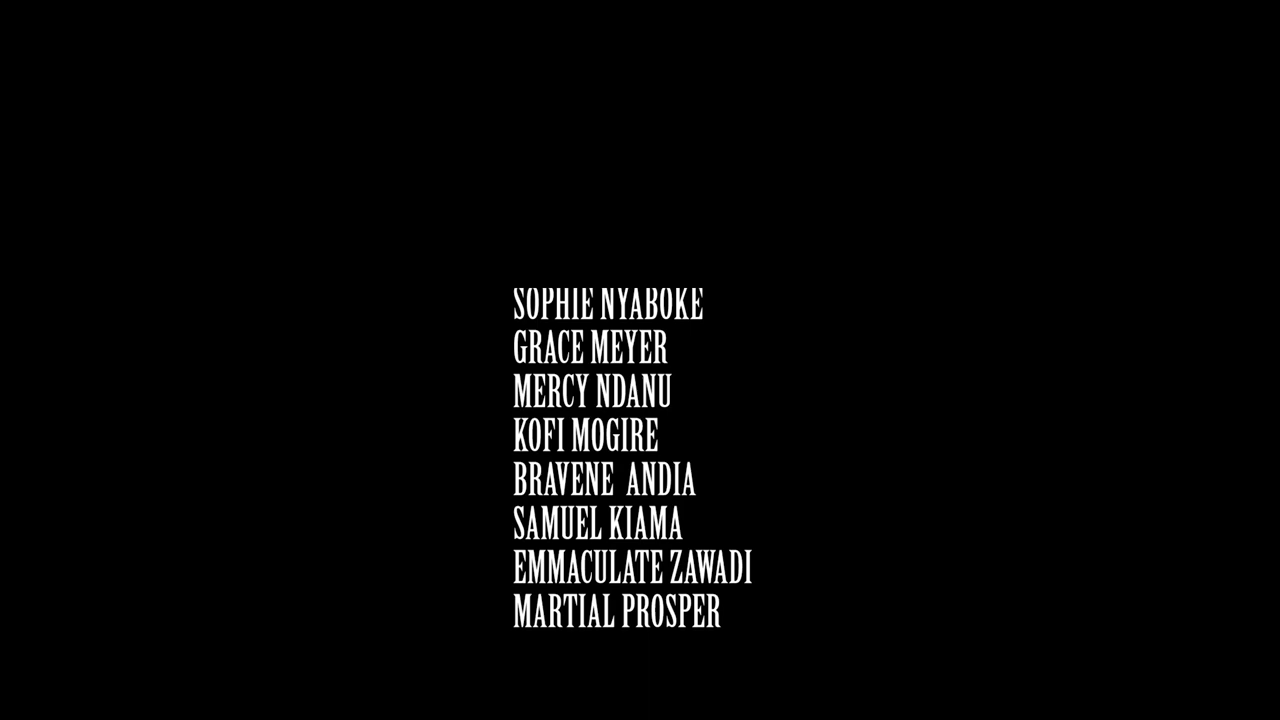 SOPHIE NYABOKE
GRACE MEYER
MERCY NDANU
KOFI MOGIRE
BRAVENE  ANDIA
SAMUEL KIAMA
EMMACULATE ZAWADI
MARTIAL PROSPER